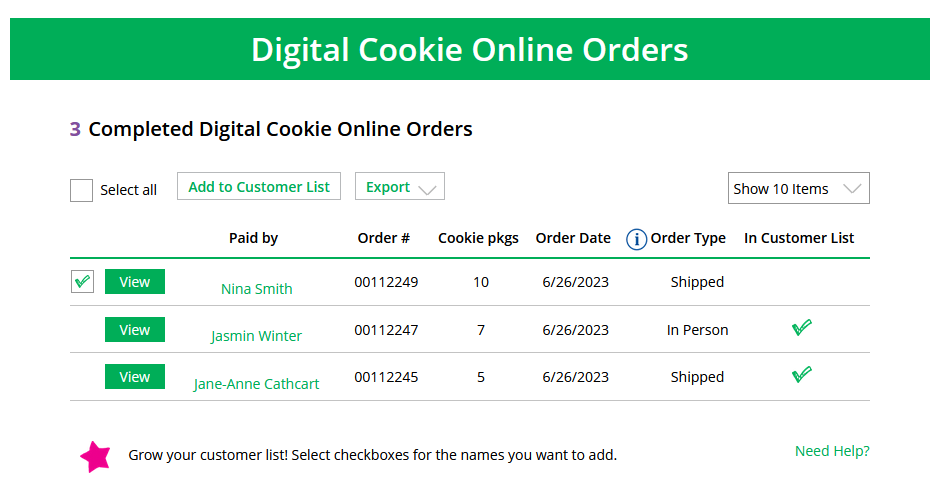 Digital Cookie Online Orders
3 Completed Digital Cookie Online Orders
Select all Add to Customer List Export Show 10 Items
Paid by Order # Cookie pkgs Order Date i Order Type In Customer List
View Nina Smith 00112249 10 6/26/2023 Shipped
View Jasmin Winter 00112247 7 6/26/2023 In Person
View Jane-Anne Cathcart 00112245 5 6/26/2023 Shipped
Grow your customer list! Select checkboxes for the names you want to add. Need Help?